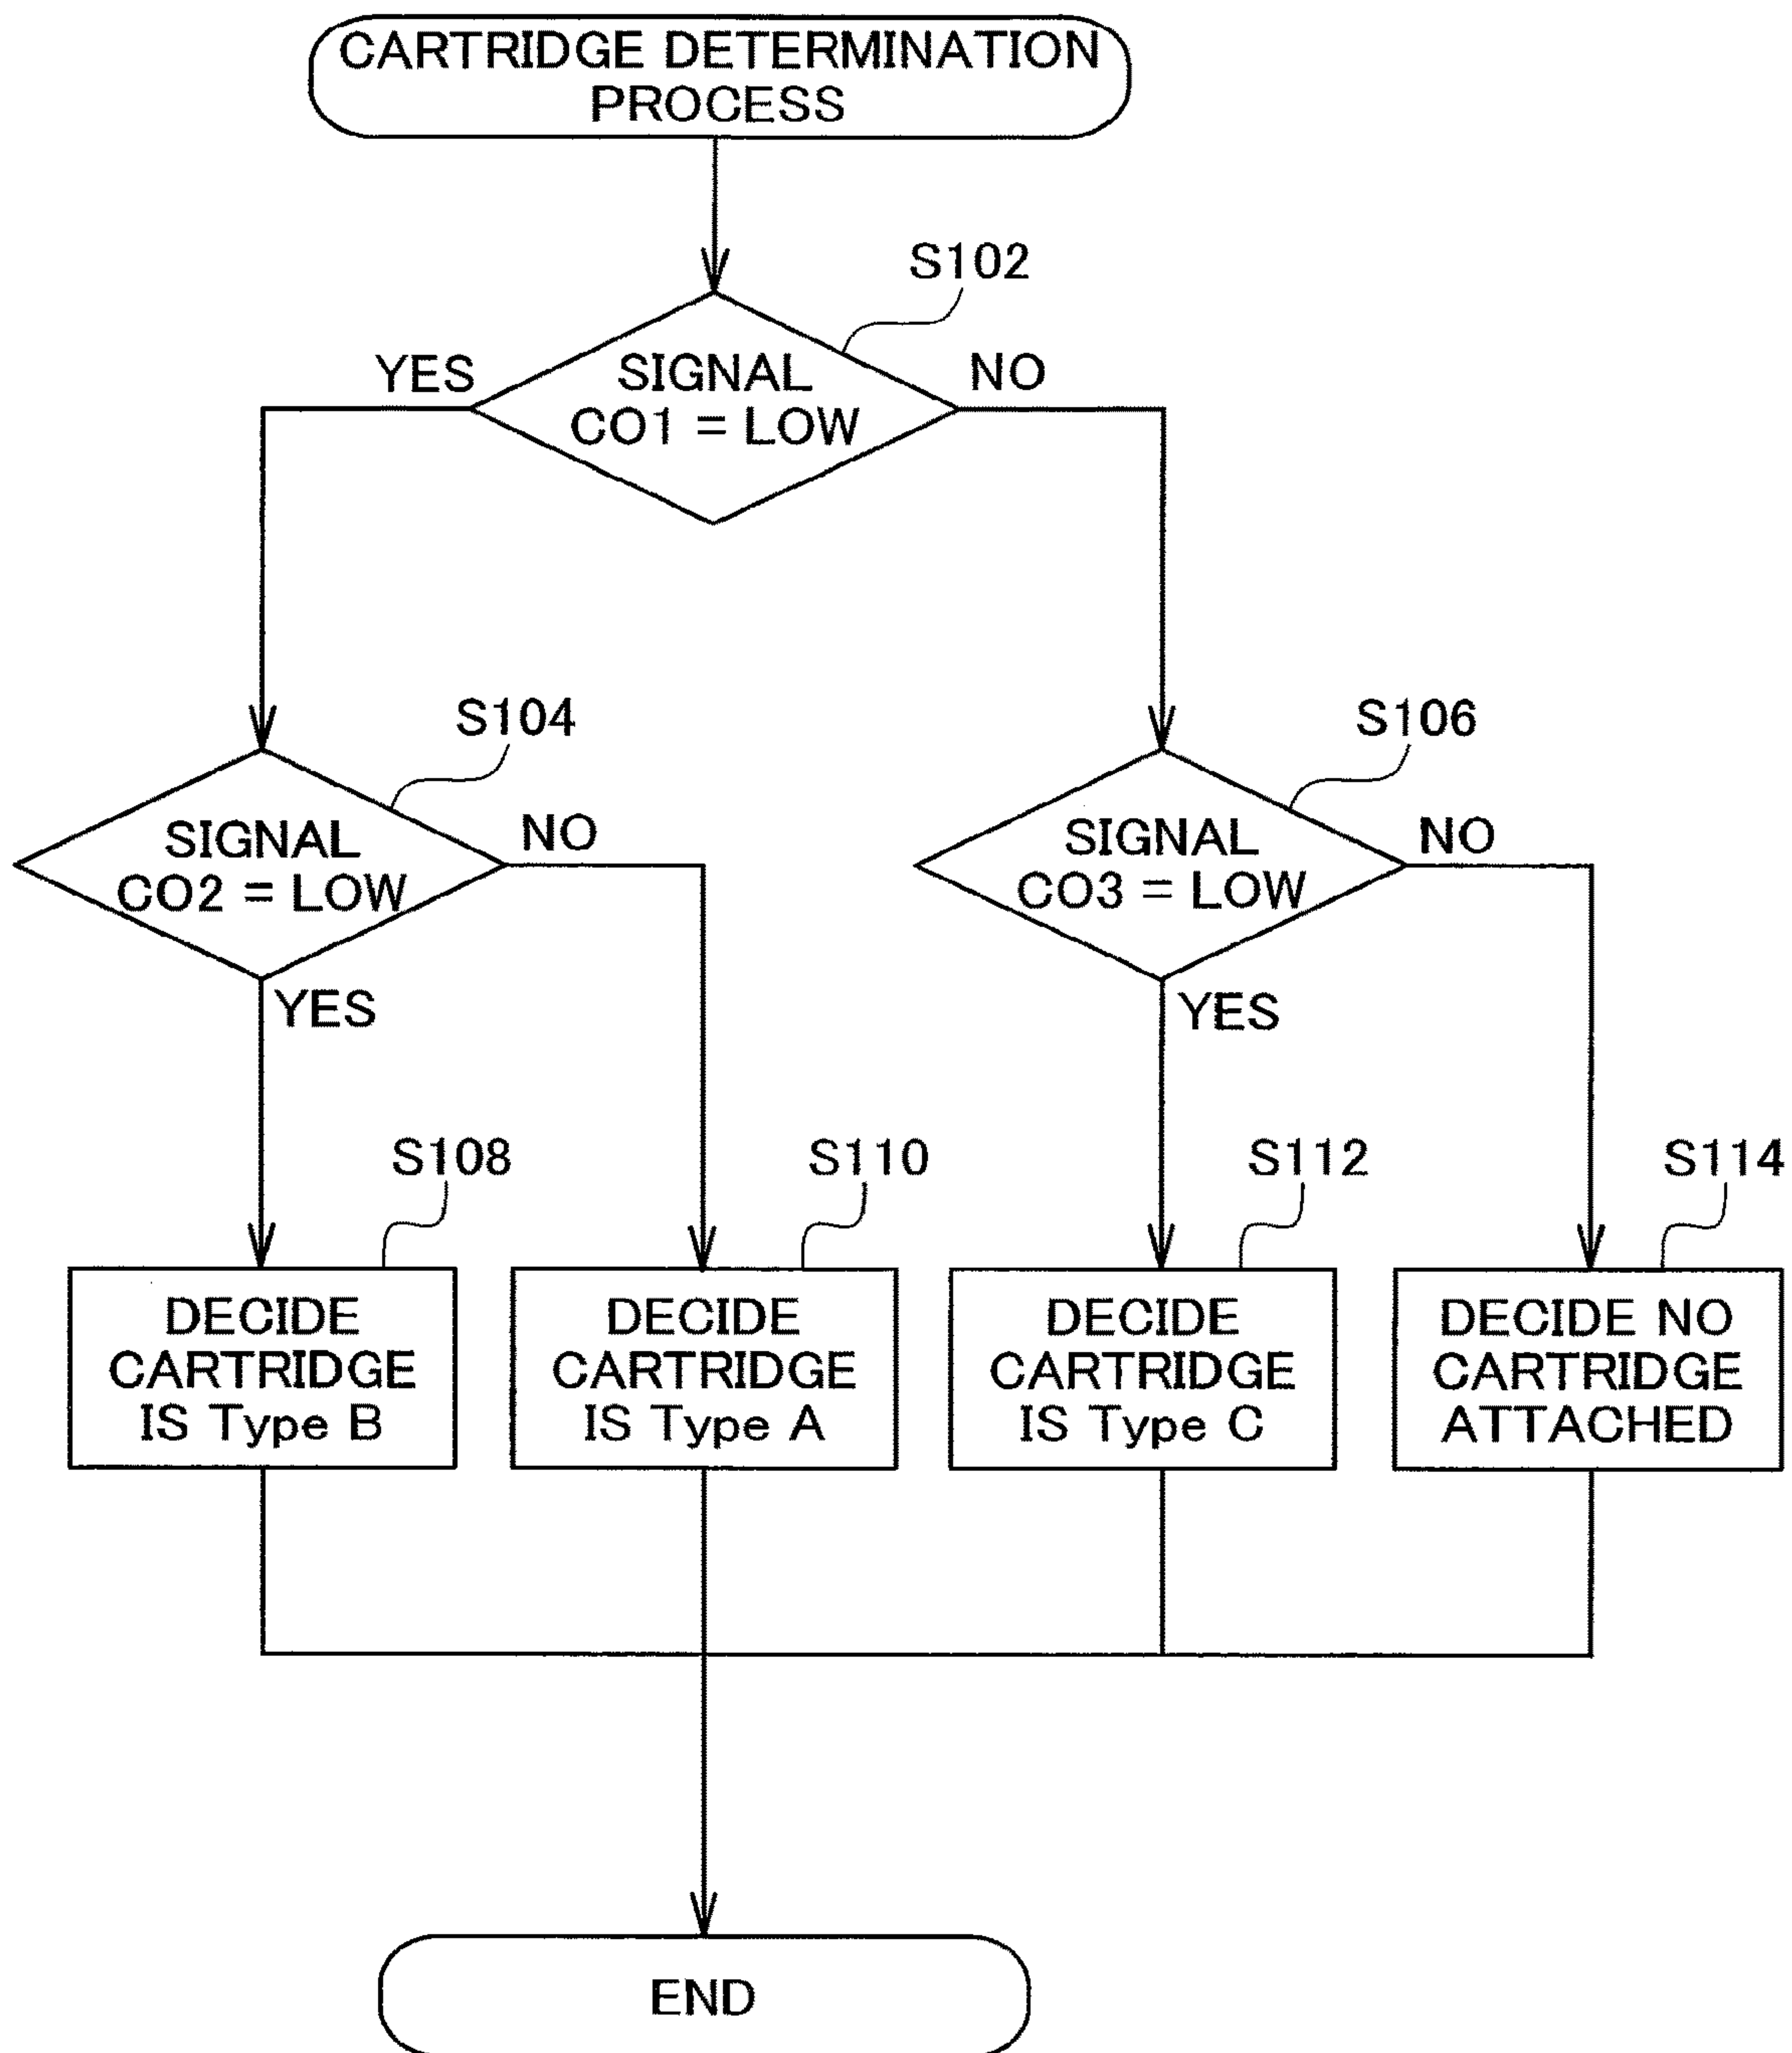 CARTRIDGE DETERMINATION
PROCESS
S102
YES
SIGNAL
CO1 = LOW
NO
S104
SIGNAL
CO2 = LOW
NO
YES
S106
SIGNAL
CO3 = LOW
NO
YES
S108
DECIDE
CARTRIDGE
IS Type B
S110
DECIDE
CARTRIDGE
IS Type A
S112
DECIDE
CARTRIDGE
IS Type C
S114
DECIDE NO
CARTRIDGE
ATTACHED
END